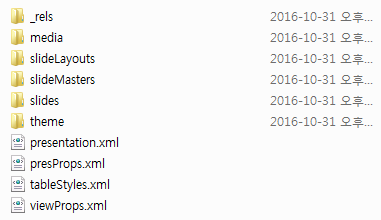 _rels 2016-10-31 오후...
media 2016-10-31 오후...
slideLayouts 2016-10-31 오후...
slideMasters 2016-10-31 오후...
slides 2016-10-31 오후...
theme 2016-10-31 오후...
presentation.xml
presProps.xml
tableStyles.xml
viewProps.xml